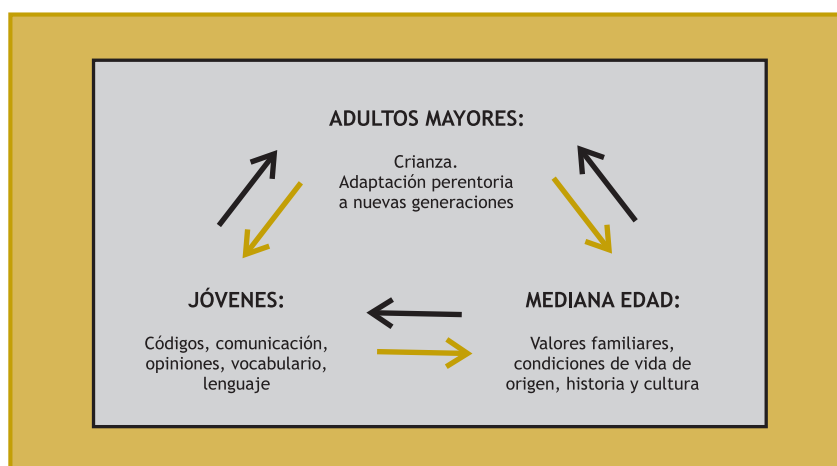 ADULTOS MAYORES:
Crianza.
Adaptación perentoria
a nuevas generaciones
JÓVENES:
Códigos, comunicación,
opiniones, vocabulario,
lenguaje
MEDIANA EDAD:
Valores familiares,
condiciones de vida de
origen, historia y cultura